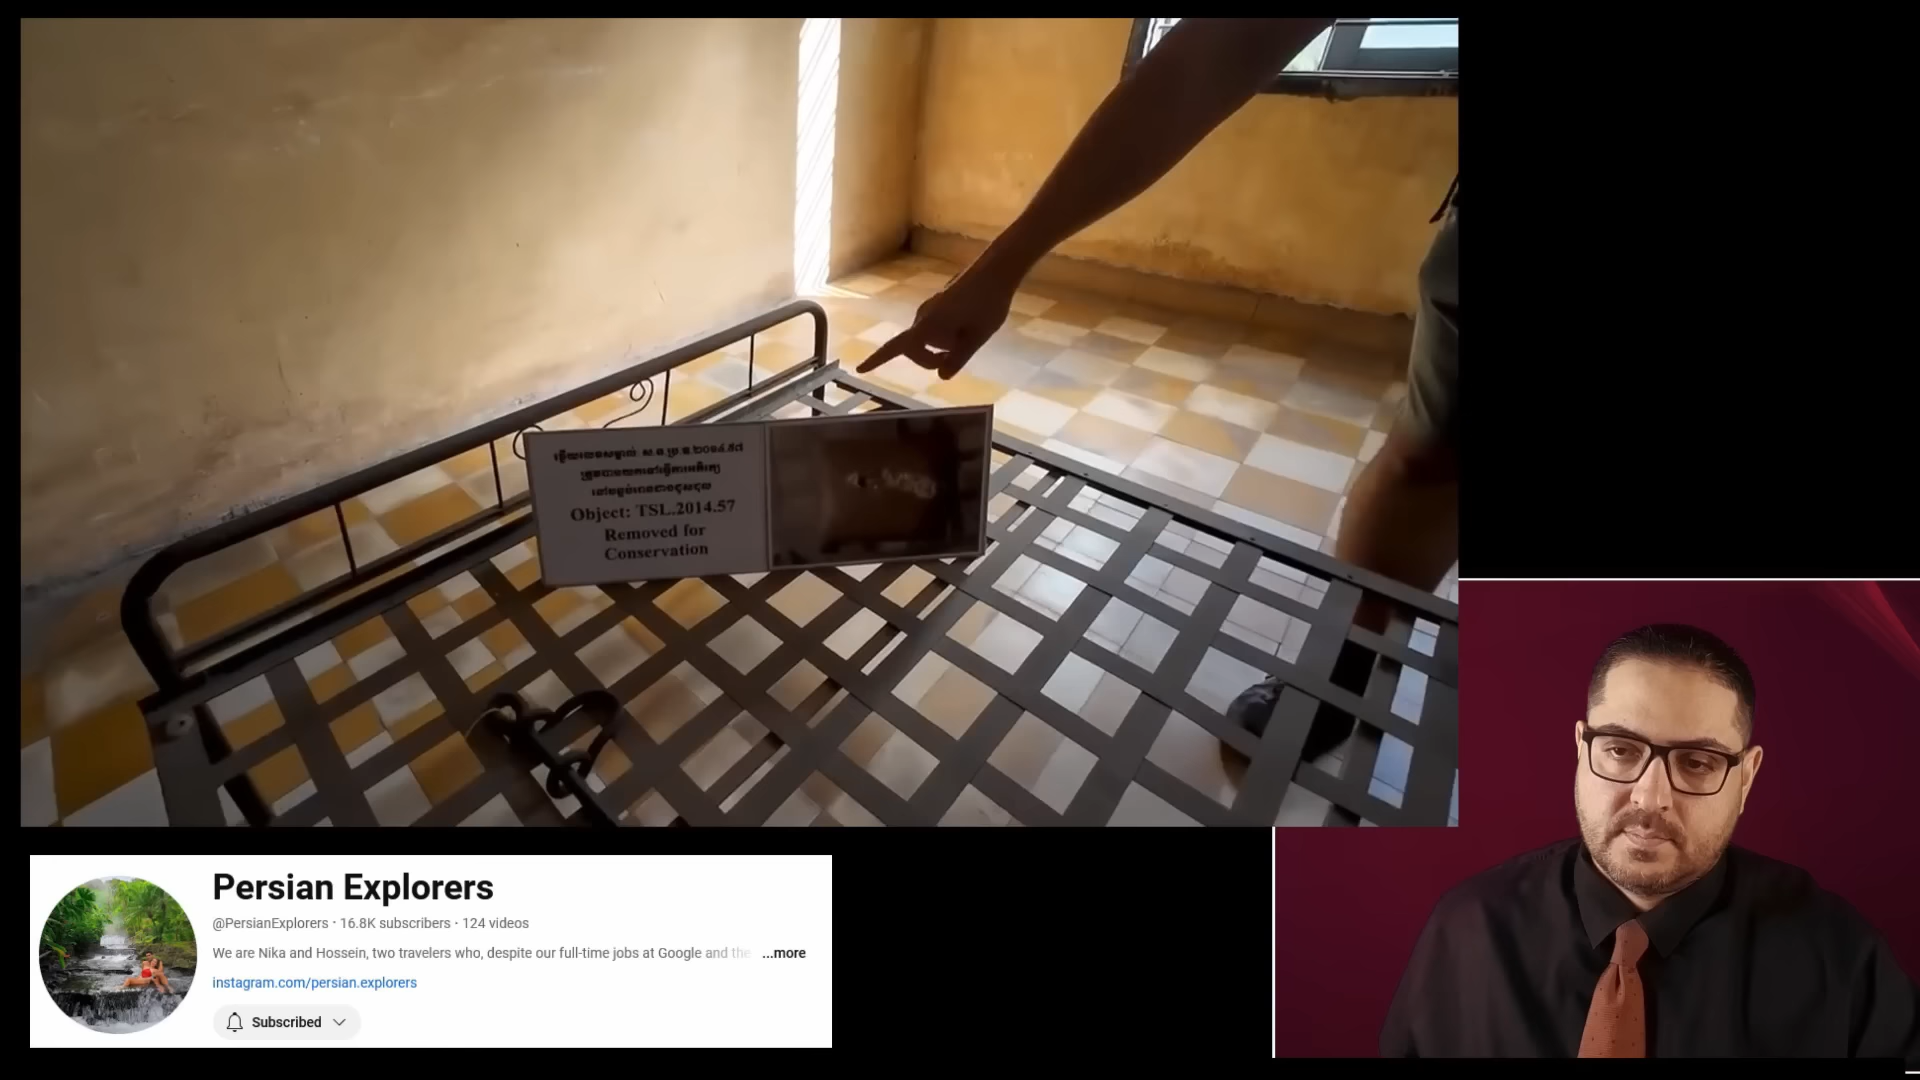 Object: TSL.2014.57
Removed for
Conservation
Persian Explorers
@PersianExplorers · 16.8K subscribers · 124 videos
We are Nika and Hossein, two travelers who, despite our full-time jobs at Google and the ...more
instagram.com/persian.explorers
Subscribed